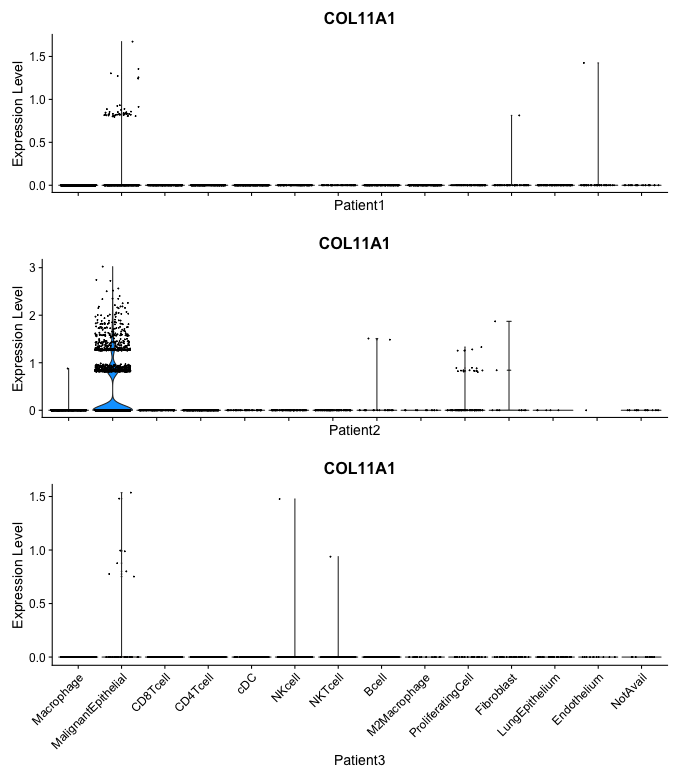 COL11A1
Expression Level
1.5
1.0
0.5
0.0
Patient1
COL11A1
Expression Level
3
2
1
0
Patient2
COL11A1
Expression Level
1.5
1.0
0.5
0.0
Macrophage
MalignantEpithelial
CD8Tcell
CD4Tcell
cDC
NKcell
NKTcell
Bcell
M2Macrophage
ProliferatingCell
Fibroblast
LungEpithelium
Endothelium
NotAvail
Patient3